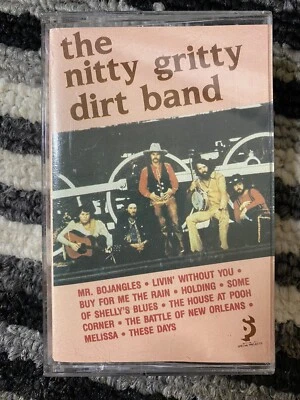 the
nitty gritty
dirt band
MR. BOJANGLES • LIVIN' WITHOUT YOU •
BUY FOR ME THE RAIN • HOLDING • SOME
OF SHELLY'S BLUES • THE HOUSE AT POOH
CORNER • THE BATTLE OF NEW ORLEANS •
MELISSA • THESE DAYS